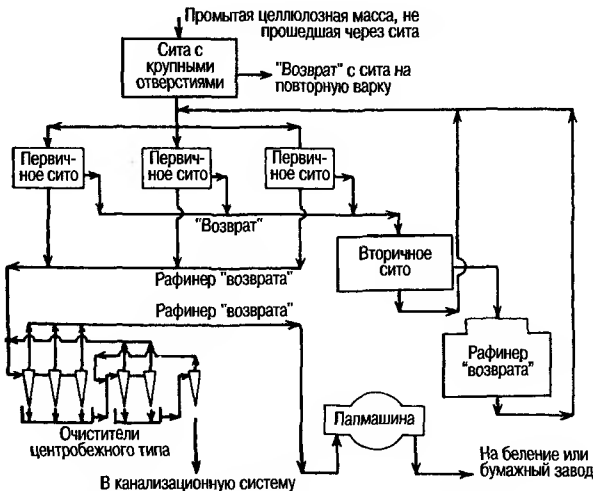 Промытая целлюлозная масса, не
прошедшая через сита
Сита с
крупными
отверстиями
"Возврат" с сита на
повторную варку
Первич-
ное сито
Первич-
ное сито
Первич-
ное сито
"Возврат"
Вторичное
сито
Рафинер "возврата"
Рафинер "возврата"
Рафинер
"возврата"
Папмашина
Очистители
центробежного типа
На беление или
бумажный завод
В канализационную систему